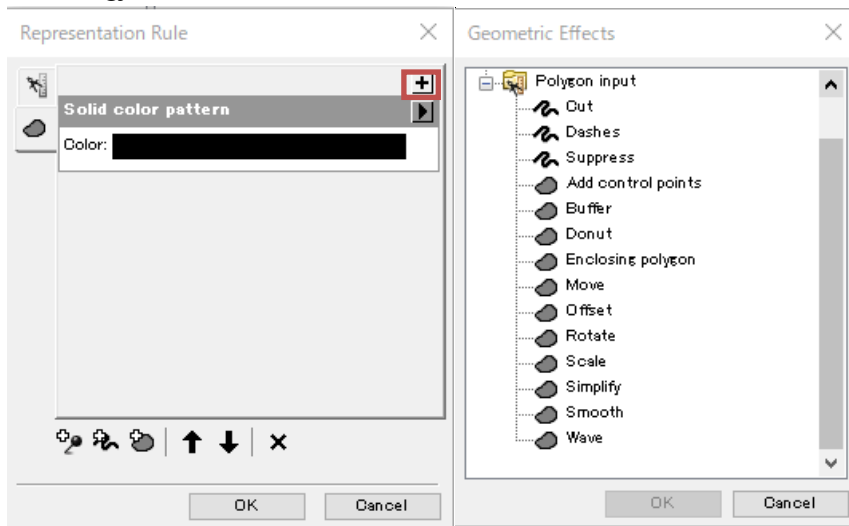 Representation Rule
Solid color pattern
Color:
OK
Cancel
Geometric Effects
Polygon input
Cut
Dashes
Suppress
Add control points
Buffer
Donut
Enclosing polygon
Move
Offset
Rotate
Scale
Simplify
Smooth
Wave
OK
Cancel